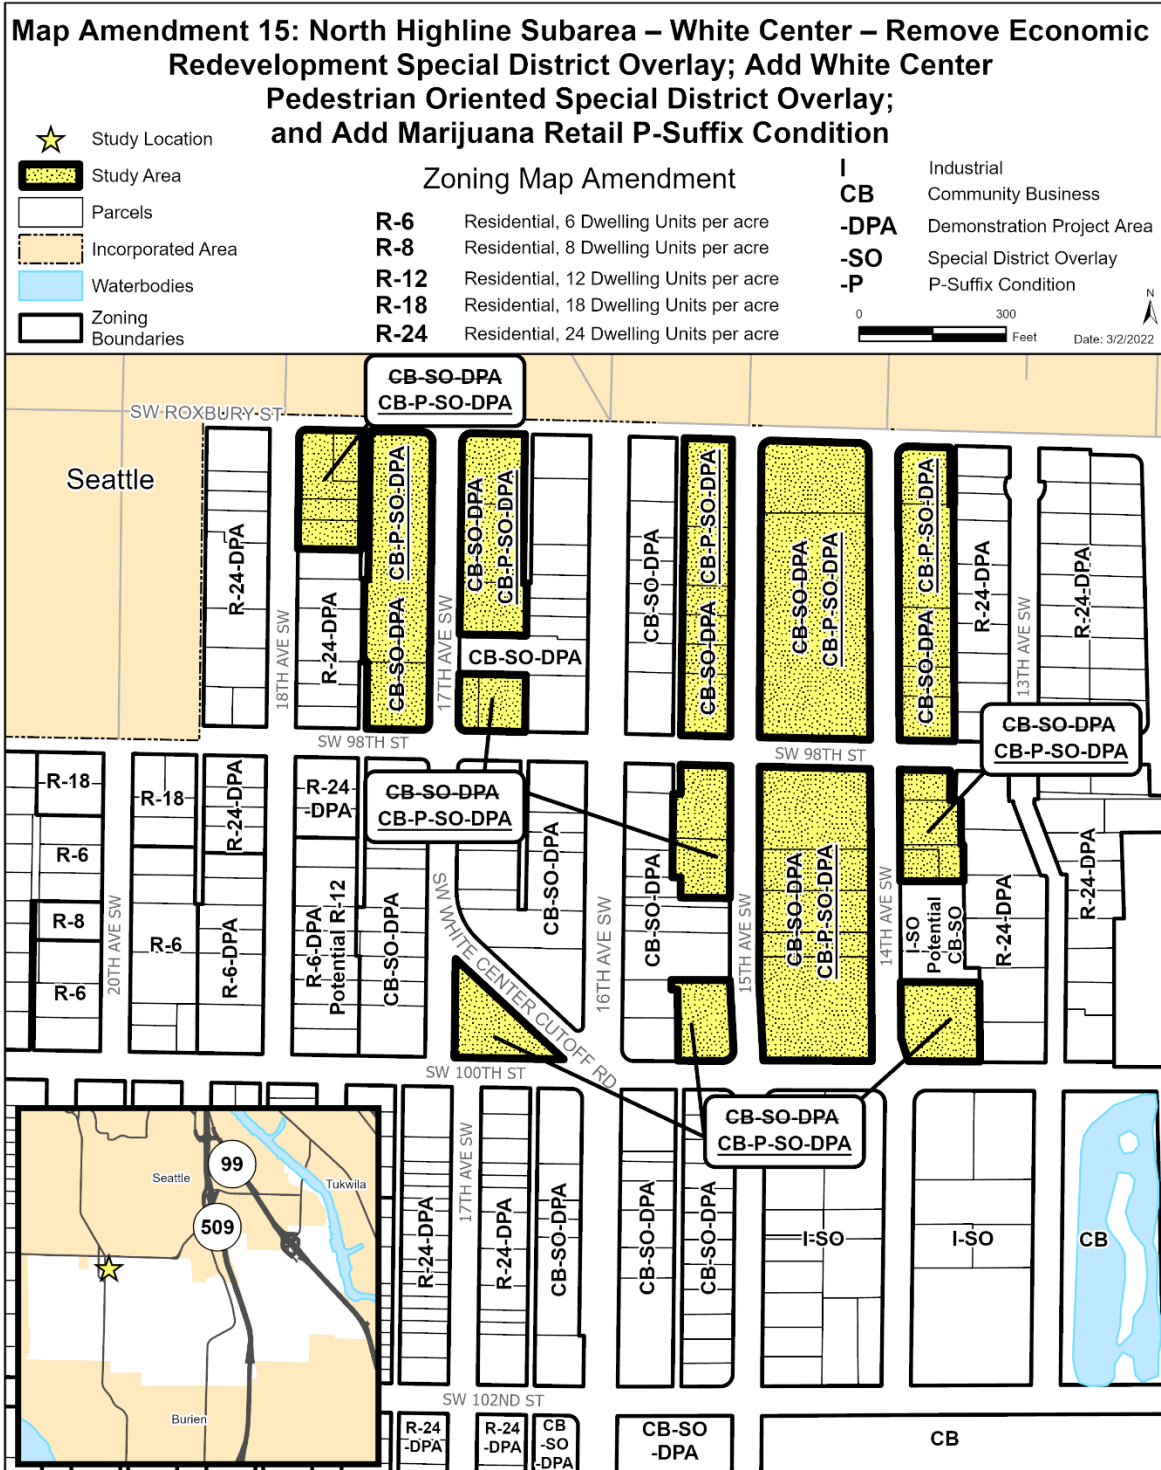 Map Amendment 15: North Highline Subarea – White Center – Remove Economic
Redevelopment Special District Overlay; Add White Center
Pedestrian Oriented Special District Overlay;
and Add Marijuana Retail P-Suffix Condition
Study Location
Study Area
Parcels
Incorporated Area
Waterbodies
Zoning
Boundaries
Zoning Map Amendment
R-6 Residential, 6 Dwelling Units per acre
R-8 Residential, 8 Dwelling Units per acre
R-12 Residential, 12 Dwelling Units per acre
R-18 Residential, 18 Dwelling Units per acre
R-24 Residential, 24 Dwelling Units per acre
I Industrial
CB Community Business
-DPA Demonstration Project Area
-SO Special District Overlay
-P P-Suffix Condition
0 300
Feet
N
Date: 3/2/2022
CB-SO-DPA
CB-P-SO-DPA
SW ROXBURY ST
Seattle
R-24-DPA
18TH AVE SW
R-24-DPA
CB-SO-DPA
CB-P-SO-DPA
17TH AVE SW
CB-SO-DPA
CB-P-SO-DPA
CB-SO-DPA
CB-SO-DPA
CB-SO-DPA
CB-P-SO-DPA
CB-SO-DPA
CB-P-SO-DPA
CB-SO-DPA
CB-P-SO-DPA
R-24-DPA
13TH AVE SW
R-24-DPA
SW 98TH ST
SW 98TH ST
CB-SO-DPA
CB-P-SO-DPA
CB-SO-DPA
CB-P-SO-DPA
R-18
R-6
R-8
R-6
20TH AVE SW
R-18
R-6
R-24-DPA
R-6-DPA
R-24
-DPA
R-6-DPA
Potential R-12
CB-SO-DPA
SW WHITE CENTER CUTOFF RD
CB-SO-DPA
16TH AVE SW
CB-SO-DPA
15TH AVE SW
CB-SO-DPA
CB-P-SO-DPA
14TH AVE SW
I-SO
Potential
CB-SO
R-24-DPA
R-24-DPA
SW 100TH ST
CB-SO-DPA
CB-P-SO-DPA
Seattle
99
Tukwila
509
Burien
R-24-DPA
17TH AVE SW
R-24-DPA
CB-SO-DPA
CB-SO-DPA
CB-SO-DPA
I-SO
I-SO
CB
SW 102ND ST
R-24
-DPA
R-24
-DPA
CB
-SO
-DPA
CB-SO
-DPA
CB